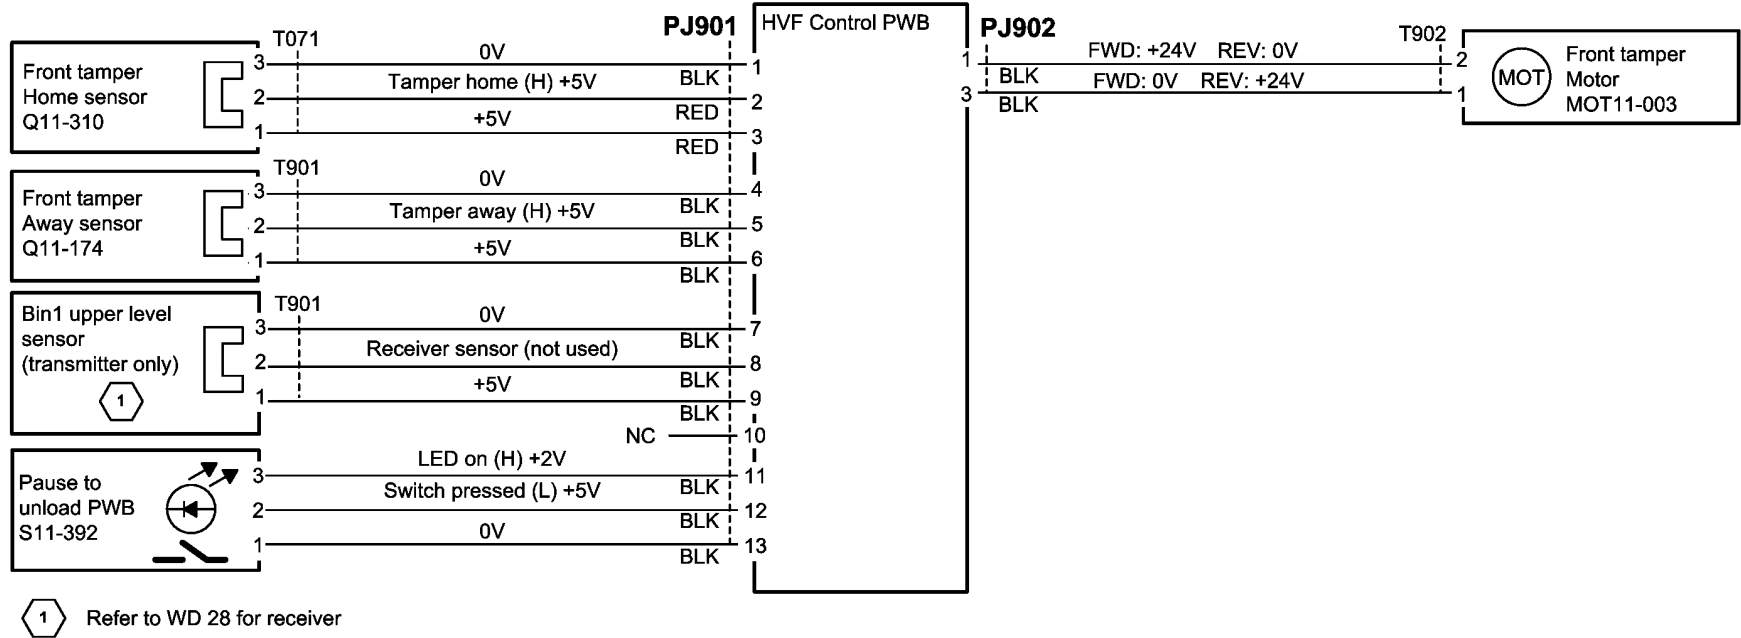 HVF Control PWB
PJ901
PJ902
T071
Front tamper
Home sensor
Q11-310
3 0V BLK 1
2 Tamper home (H) +5V RED 2
1 +5V RED 3
T901
Front tamper
Away sensor
Q11-174
3 0V BLK 4
2 Tamper away (H) +5V BLK 5
1 +5V BLK 6
T901
Bin1 upper level
sensor
(transmitter only)
1
3 0V BLK 7
2 Receiver sensor (not used) BLK 8
1 +5V BLK 9
NC 10
Pause to
unload PWB
S11-392
3 LED on (H) +2V BLK 11
2 Switch pressed (L) +5V BLK 12
1 0V BLK 13
T902
1 BLK FWD: +24V REV: 0V 2
3 BLK FWD: 0V REV: +24V 1
MOT
Front tamper
Motor
MOT11-003
1 Refer to WD 28 for receiver